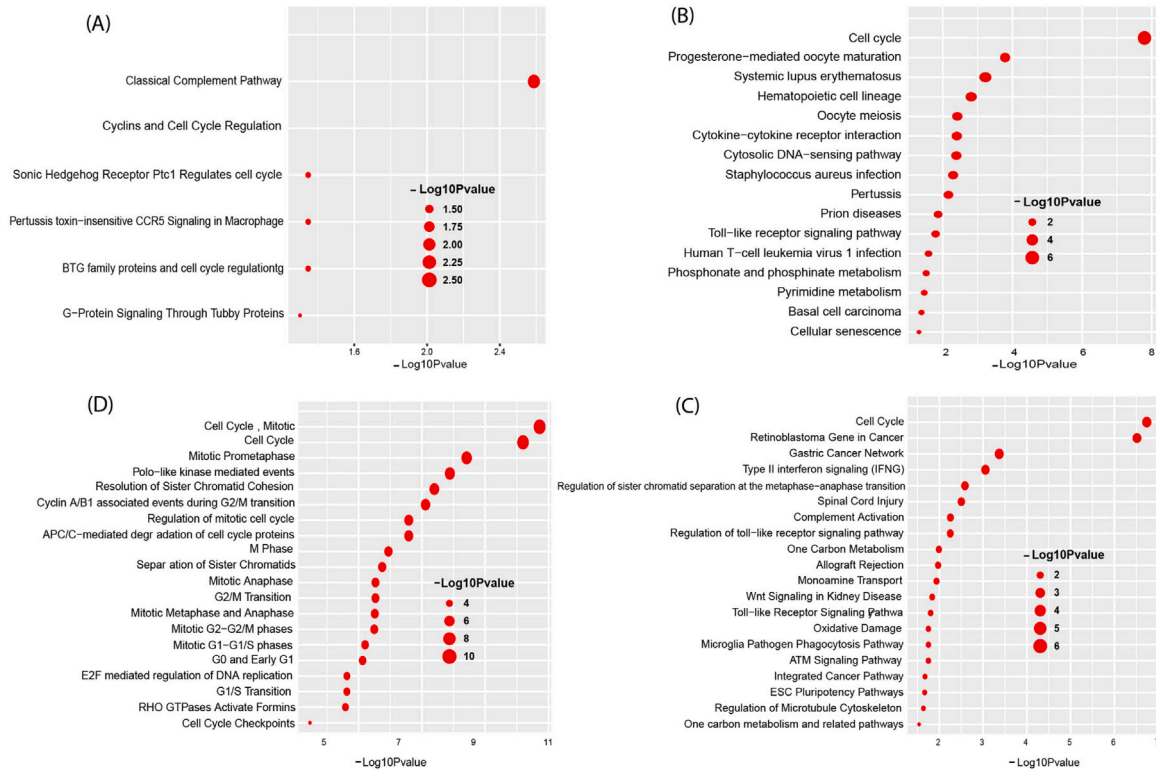 (A)
Classical Complement Pathway
Cyclins and Cell Cycle Regulation
Sonic Hedgehog Receptor Ptc1 Regulates cell cycle
Pertussis toxin-insensitive CCR5 Signaling in Macrophage
BTG family proteins and cell cycle regulationtg
G-Protein Signaling Through Tubby Proteins
- Log10Pvalue
1.50
1.75
2.00
2.25
2.50
1.6 2.0 2.4
-Log10Pvalue
(B)
Cell cycle
Progesterone-mediated oocyte maturation
Systemic lupus erythematosus
Hematopoietic cell lineage
Oocyte meiosis
Cytokine-cytokine receptor interaction
Cytosolic DNA-sensing pathway
Staphylococcus aureus infection
Pertussis
Prion diseases
Toll-like receptor signaling pathway
Human T-cell leukemia virus 1 infection
Phosphonate and phosphinate metabolism
Pyrimidine metabolism
Basal cell carcinoma
Cellular senescence
- Log10Pvalue
2
4
6
2 4 6 8
-Log10Pvalue
(D)
Cell Cycle , Mitotic
Cell Cycle
Mitotic Prometaphase
Polo-like kinase mediated events
Resolution of Sister Chromatid Cohesion
Cyclin A/B1 associated events during G2/M transition
Regulation of mitotic cell cycle
APC/C-mediated degr adation of cell cycle proteins
M Phase
Separ ation of Sister Chromatids
Mitotic Anaphase
G2/M Transition
Mitotic Metaphase and Anaphase
Mitotic G2-G2/M phases
Mitotic G1-G1/S phases
G0 and Early G1
E2F mediated regulation of DNA replication
G1/S Transition
RHO GTPases Activate Formins
Cell Cycle Checkpoints
-Log10Pvalue
4
6
8
10
5 7 9 11
-Log10Pvalue
(C)
Cell Cycle
Retinoblastoma Gene in Cancer
Gastric Cancer Network
Type II interferon signaling (IFNG)
Regulation of sister chromatid separation at the metaphase-anaphase transition
Spinal Cord Injury
Complement Activation
Regulation of toll-like receptor signaling pathway
One Carbon Metabolism
Allograft Rejection
Monoamine Transport
Wnt Signaling in Kidney Disease
Toll-like Receptor Signaling Pathwa
Oxidative Damage
Microglia Pathogen Phagocytosis Pathway
ATM Signaling Pathway
Integrated Cancer Pathway
ESC Pluripotency Pathways
Regulation of Microtubule Cytoskeleton
One carbon metabolism and related pathways
- Log10Pvalue
2
3
4
5
6
2 3 4 5 6 7
-Log10Pvalue